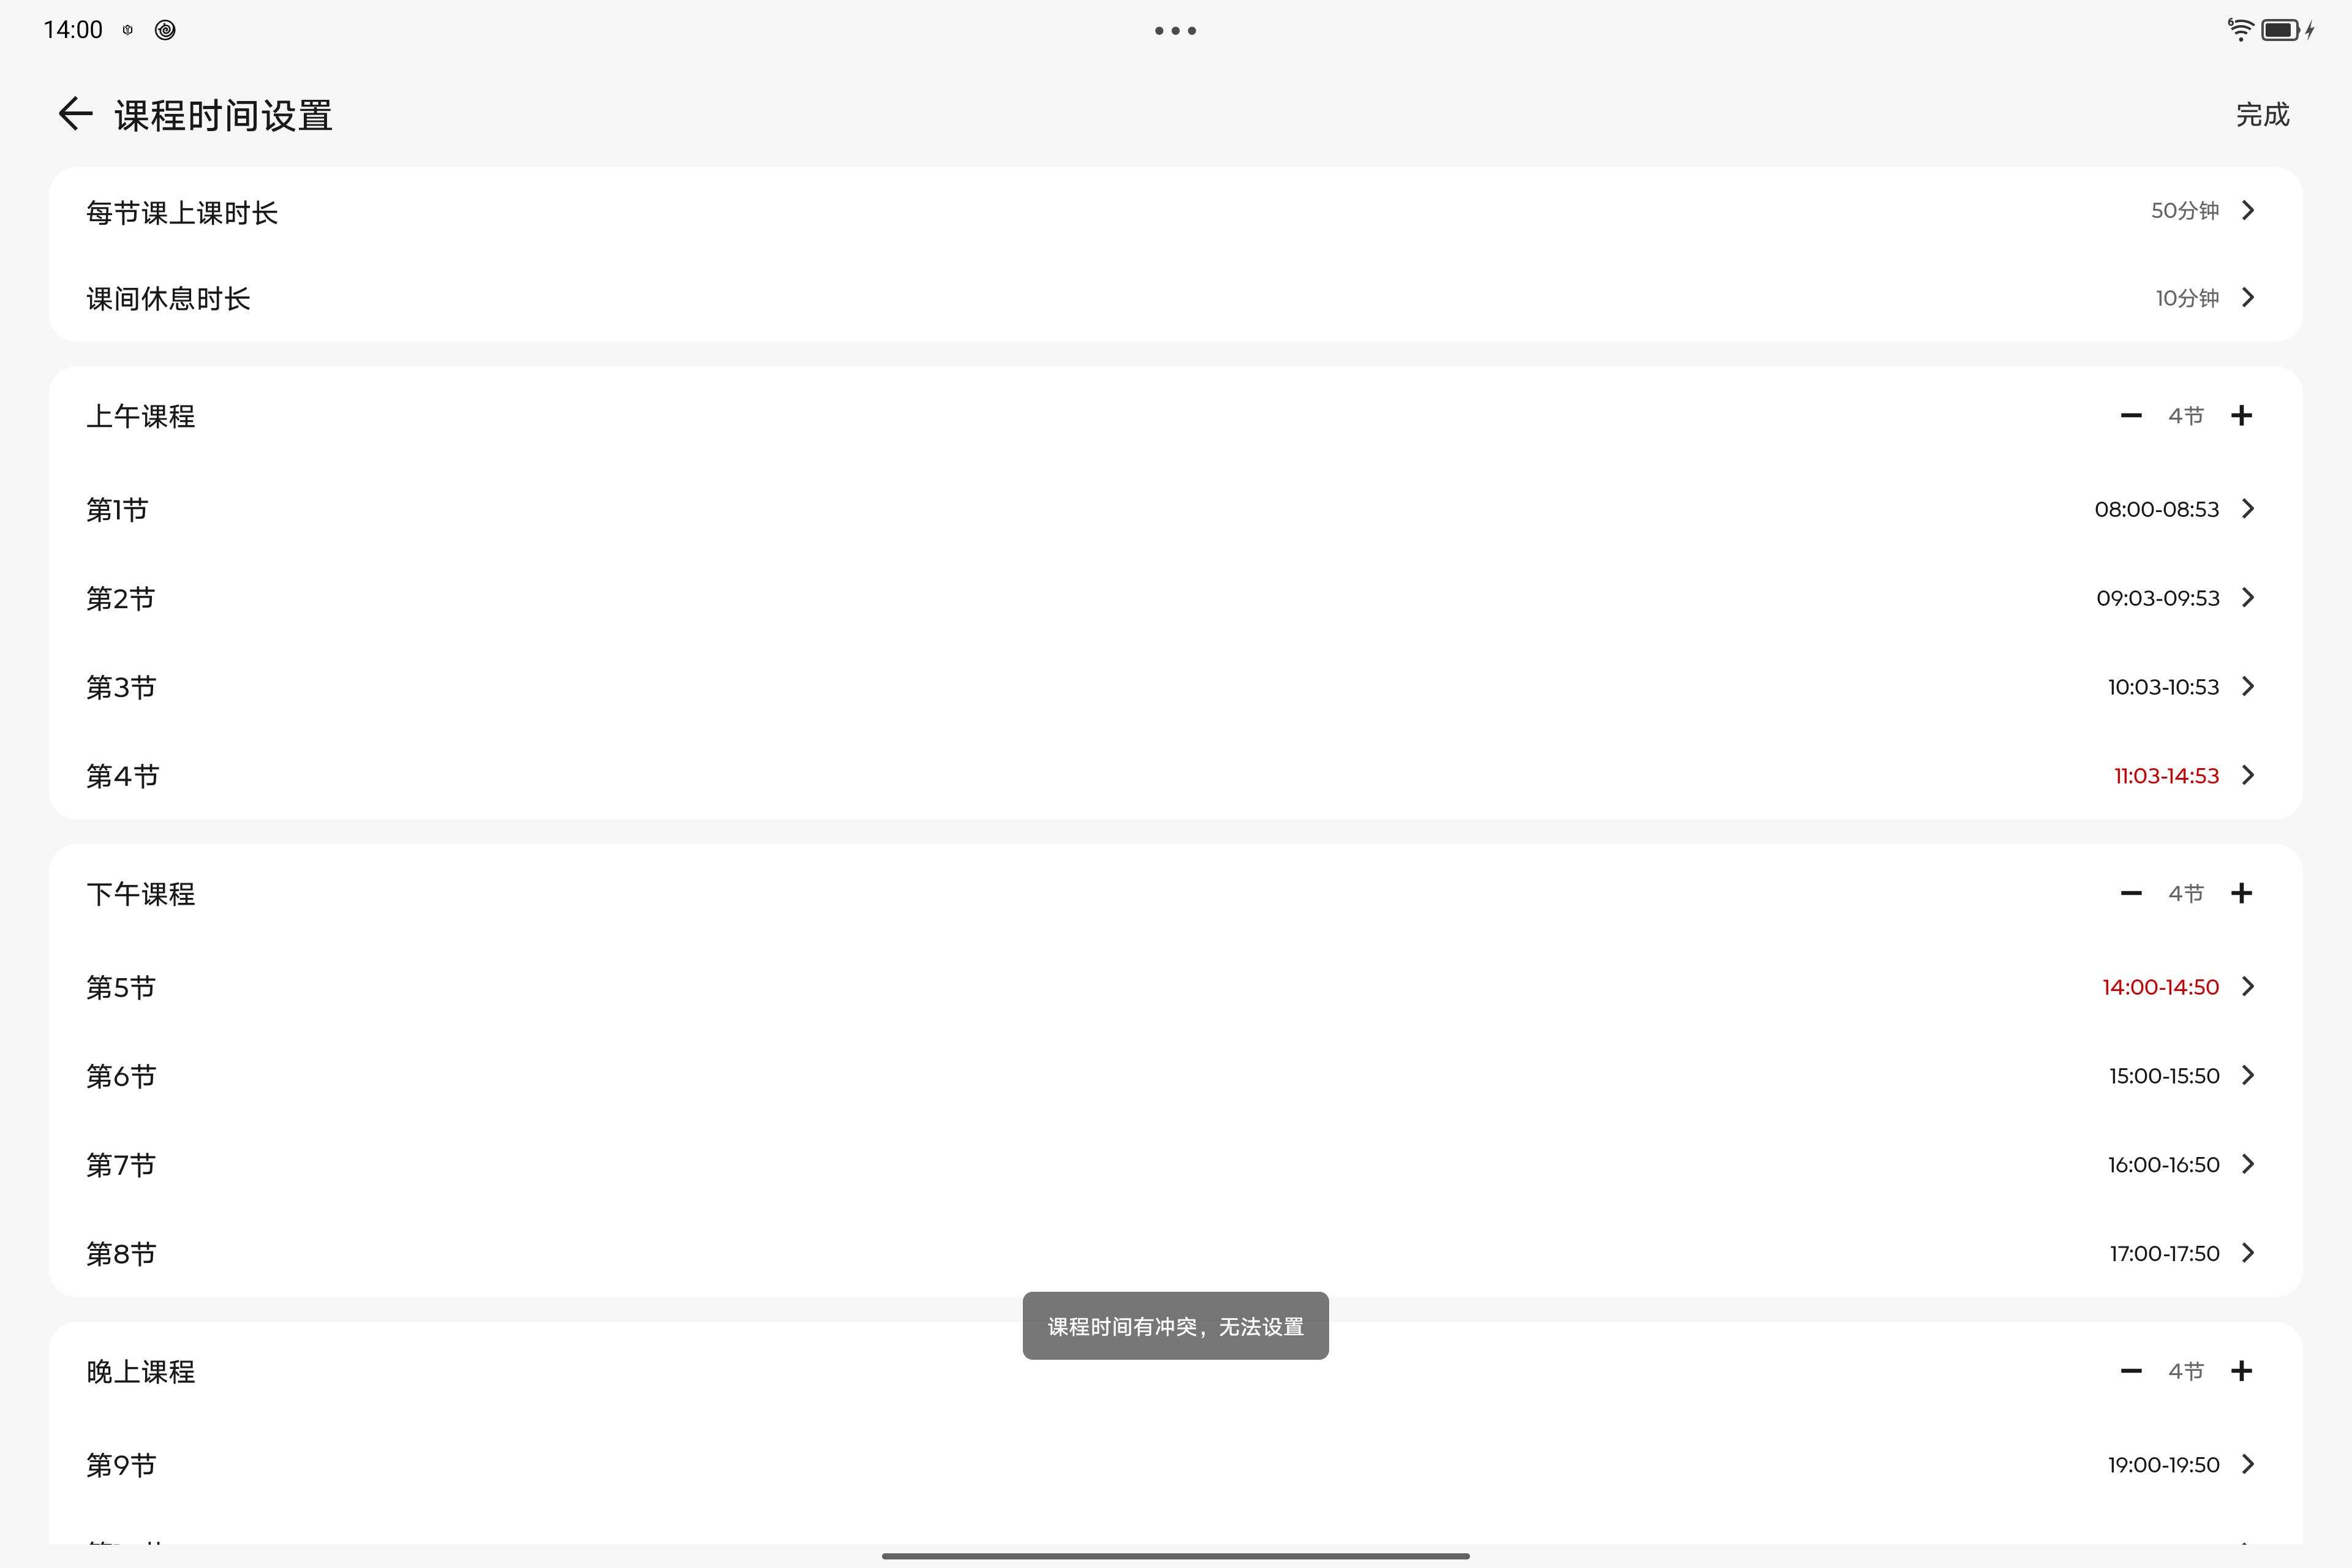 14:00
课程时间设置
完成
每节课上课时长 50分钟
课间休息时长 10分钟
上午课程 4节
第1节 08:00-08:53
第2节 09:03-09:53
第3节 10:03-10:53
第4节 11:03-14:53
下午课程 4节
第5节 14:00-14:50
第6节 15:00-15:50
第7节 16:00-16:50
第8节 17:00-17:50
课程时间有冲突，无法设置
晚上课程 4节
第9节 19:00-19:50